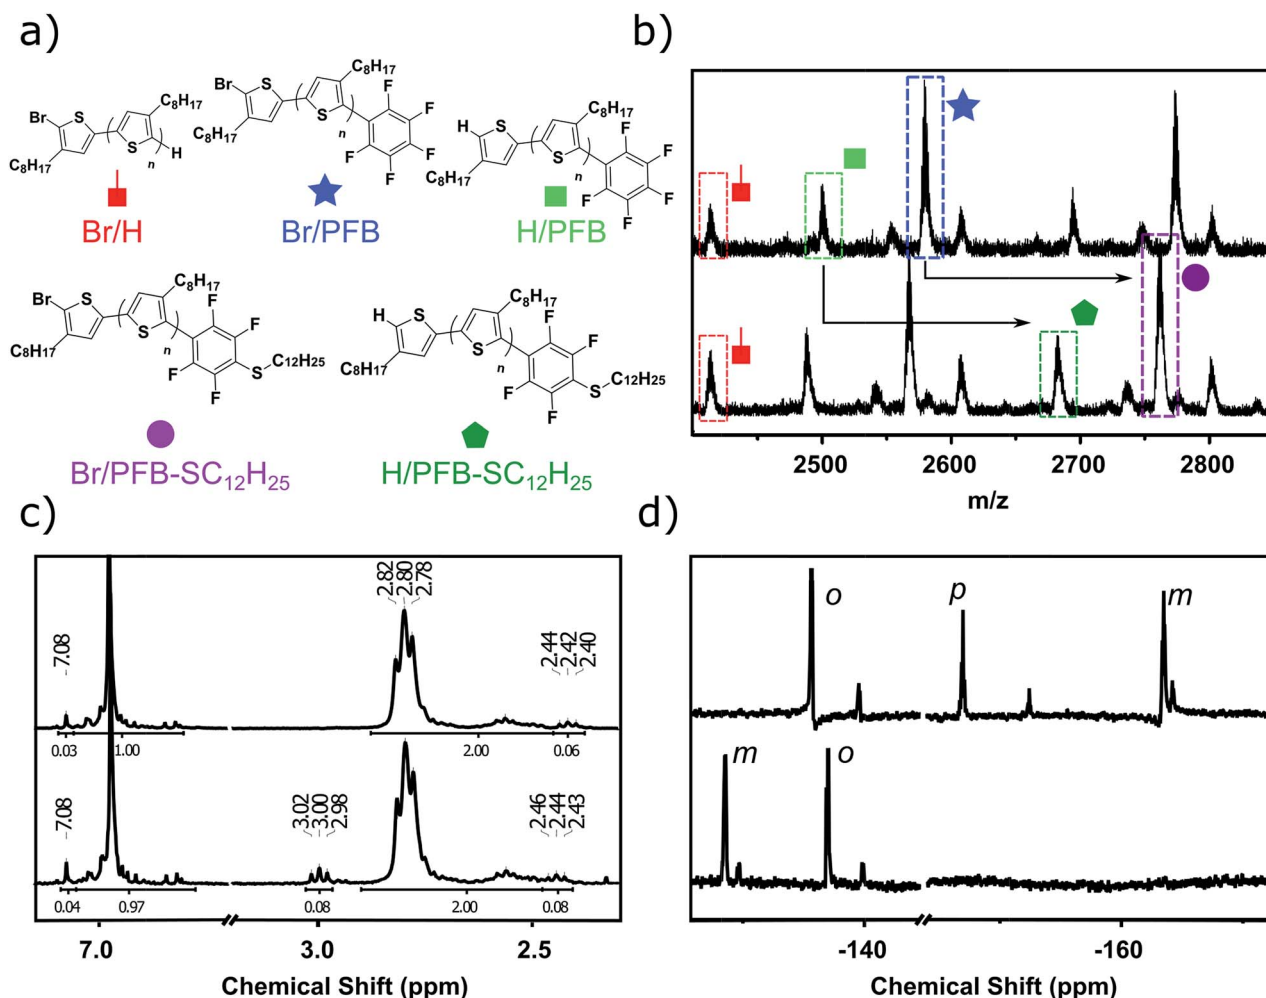 a)
Br
S
C8H17
S
n
H
C8H17
Br/H
Br
S
C8H17
S
n
F
F
F
F
F
C8H17
Br/PFB
H
S
C8H17
S
n
F
F
F
F
F
C8H17
H/PFB
Br
S
C8H17
S
n
F
F
F
F
S
C12H25
C8H17
Br/PFB-SC12H25
H
S
C8H17
S
n
F
F
F
F
S
C12H25
C8H17
H/PFB-SC12H25
b)
2500 2600 2700 2800
m/z
c)
7.08
2.82
2.80
2.78
2.44
2.42
2.40
0.03 1.00 2.00 0.06
7.08
3.02
3.00
2.98
2.46
2.44
2.43
0.04 0.97 0.08 2.00 0.08
7.0 3.0 2.5
Chemical Shift (ppm)
d)
o p m
m o
-140 -160
Chemical Shift (ppm)